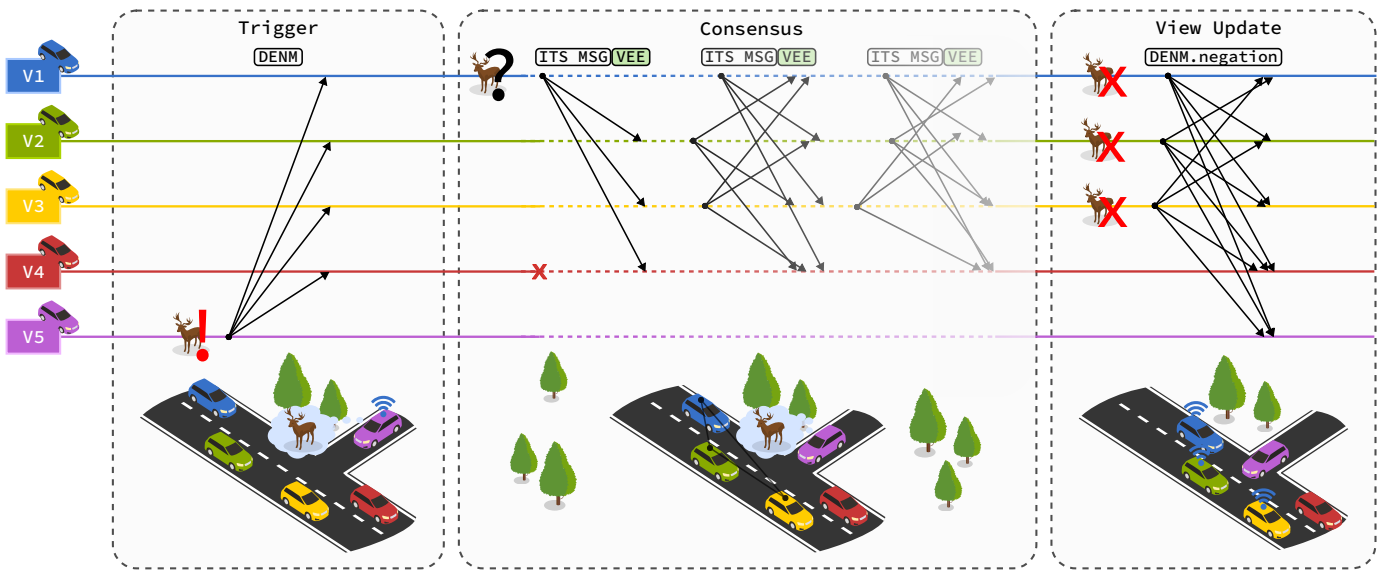 Trigger
Consensus
View Update
DENM
?
ITS MSG VEE
ITS MSG VEE
ITS MSG VEE
DENM.negation
V1
X
V2
X
V3
X
V4
X
V5
!